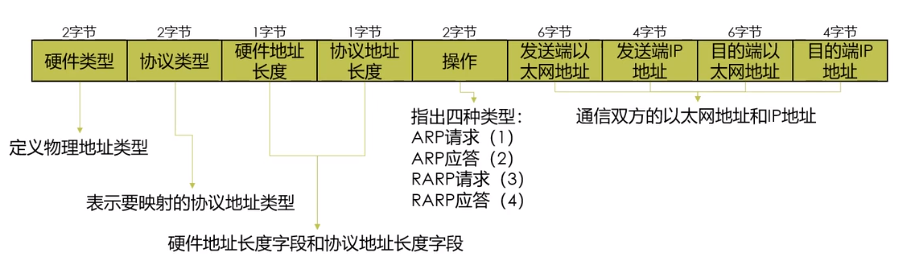 2字节 2字节 1字节 1字节 2字节 6字节 4字节 6字节 4字节
硬件类型
协议类型
硬件地址
长度
协议地址
长度
操作
发送端以
太网地址
发送端IP
地址
目的端以
太网地址
目的端IP
地址
定义物理地址类型
表示要映射的协议地址类型
硬件地址长度字段和协议地址长度字段
指出四种类型：
ARP请求（1）
ARP应答（2）
RARP请求（3）
RARP应答（4）
通信双方的以太网地址和IP地址